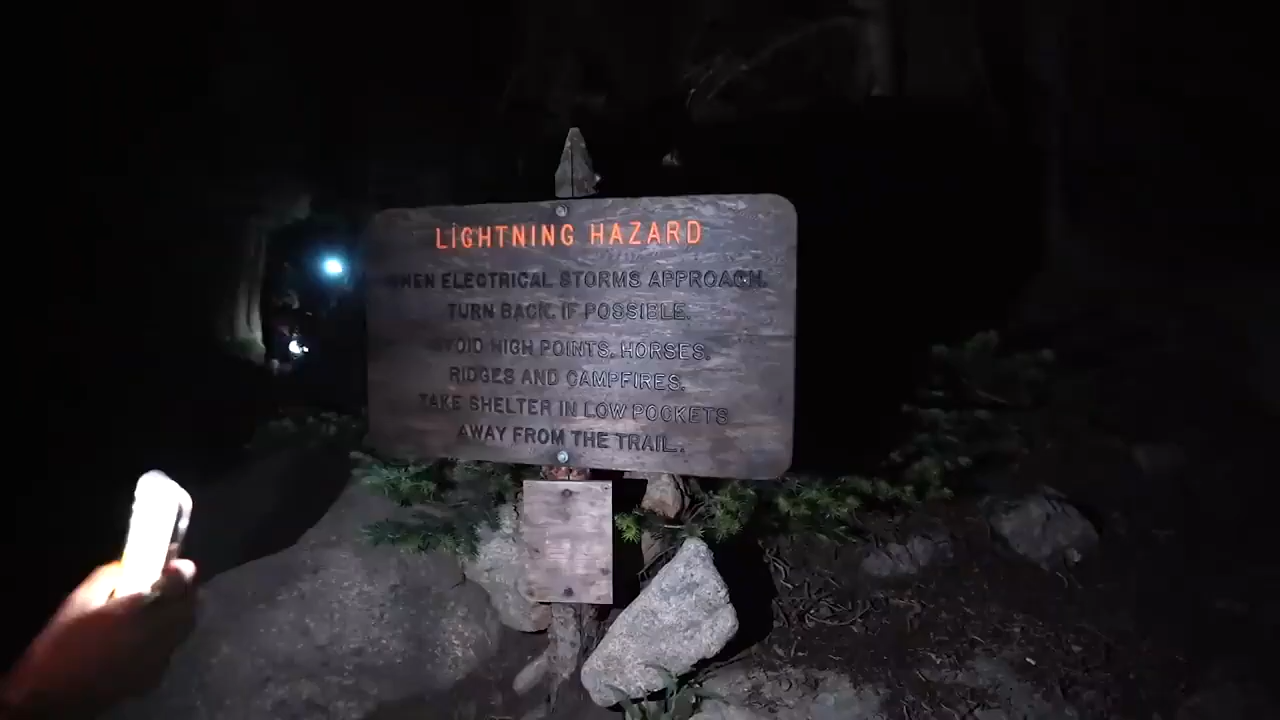 LIGHTNING HAZARD
WHEN ELECTRICAL STORMS APPROACH,
TURN BACK, IF POSSIBLE.
AVOID HIGH POINTS, HORSES,
RIDGES AND CAMPFIRES.
TAKE SHELTER IN LOW POCKETS
AWAY FROM THE TRAIL.